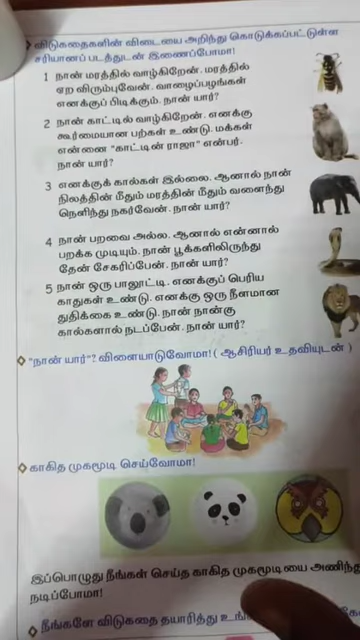 விடுகதைகளின் விடையை அறிந்து கொடுக்கப்பட்டுள்ள
சரியானப் படத்துடன் இணைப்போமா!
1 நான் மரத்தில் வாழ்கிறேன். மரத்தில்
ஏற விரும்புவேன். வாழைப்பழங்கள்
எனக்குப் பிடிக்கும். நான் யார்?
2 நான் காட்டில் வாழ்கிறேன். எனக்கு
கூர்மையான பற்கள் உண்டு. மக்கள்
என்னை "காட்டின் ராஜா" என்பர்.
நான் யார்?
3 எனக்குக் கால்கள் இல்லை. ஆனால் நான்
நிலத்தின் மீதும் மரத்தின் மீதும் வளைந்து
நெளிந்து நகர்வேன். நான் யார்?
4 நான் பறவை அல்ல. ஆனால் என்னால்
பறக்க முடியும். நான் பூக்களிலிருந்து
தேன் சேகரிப்பேன். நான் யார்?
5 நான் ஒரு பாலூட்டி. எனக்குப் பெரிய
காதுகள் உண்டு. எனக்கு ஒரு நீளமான
துதிக்கை உண்டு. நான் நான்கு
கால்களால் நடப்பேன். நான் யார்?
"நான் யார்"? விளையாடுவோமா! ( ஆசிரியர் உதவியுடன் )
காகித முகமூடி செய்வோமா!
இப்பொழுது நீங்கள் செய்த காகித முகமூடியை அணிந்து
நடிப்போமா!
நீங்களே விடுகதை தயாரித்து